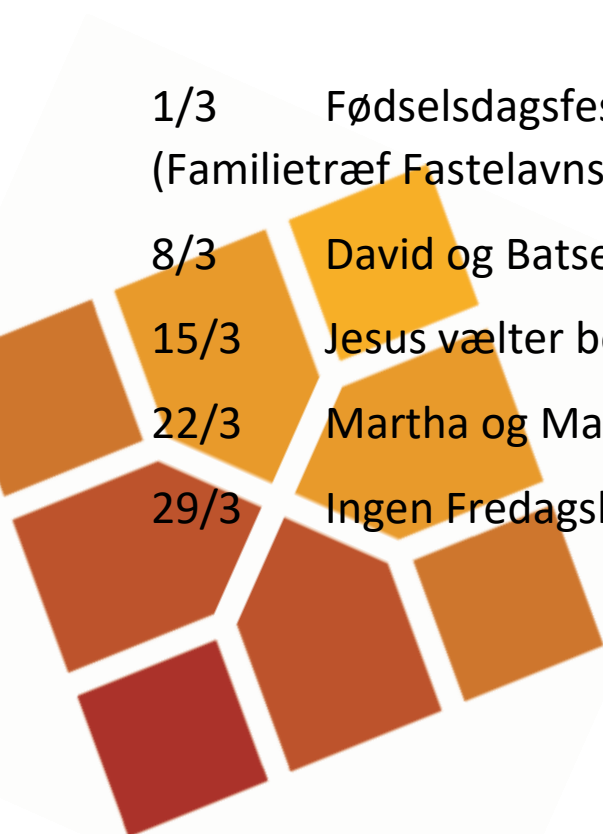 1/3 Fødselsdagsfes
(Familietræf Fastelavns
8/3 David og Batse
15/3 Jesus vælter b
22/3 Martha og Ma
29/3 Ingen Fredags